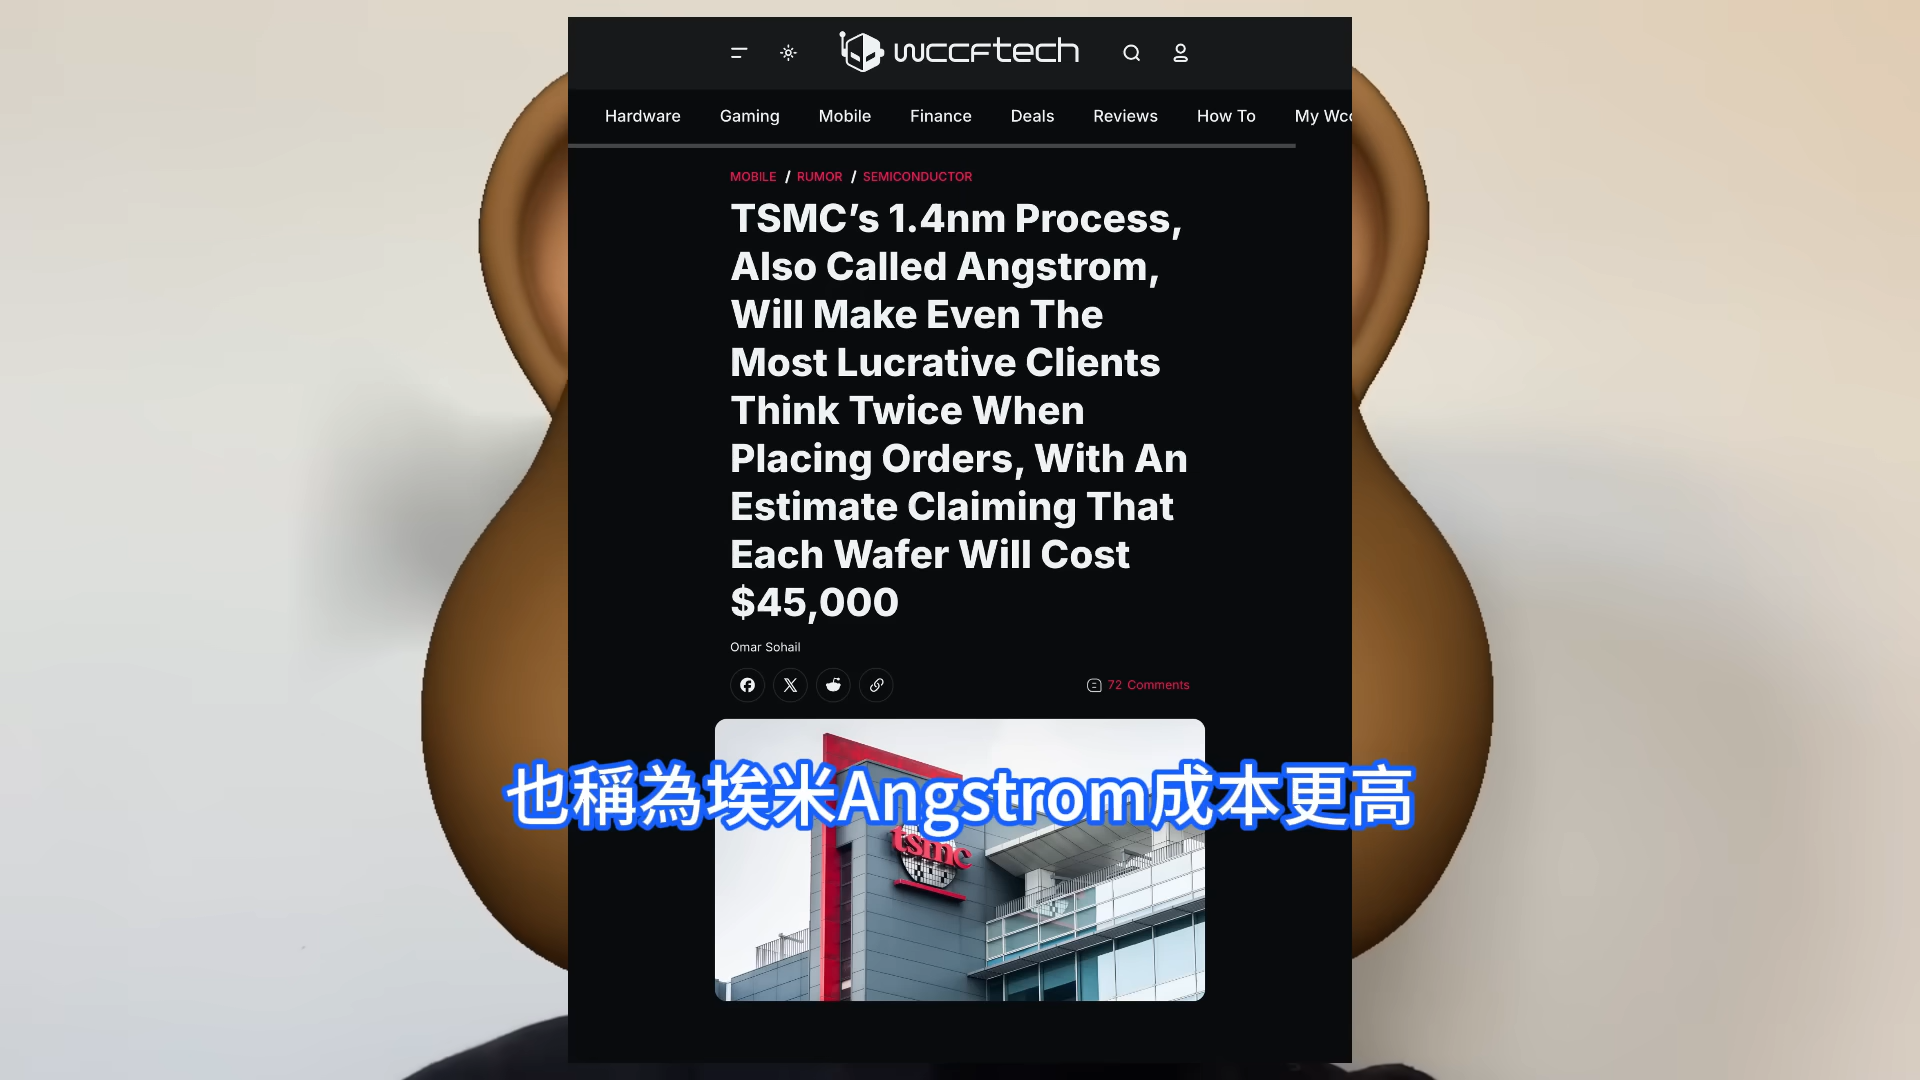 wccftech
Hardware Gaming Mobile Finance Deals Reviews How To My Wcc
MOBILE / RUMOR / SEMICONDUCTOR
TSMC’s 1.4nm Process,
Also Called Angstrom,
Will Make Even The
Most Lucrative Clients
Think Twice When
Placing Orders, With An
Estimate Claiming That
Each Wafer Will Cost
$45,000
Omar Sohail
72 Comments
也稱為埃米Angstrom成本更高
tsmc